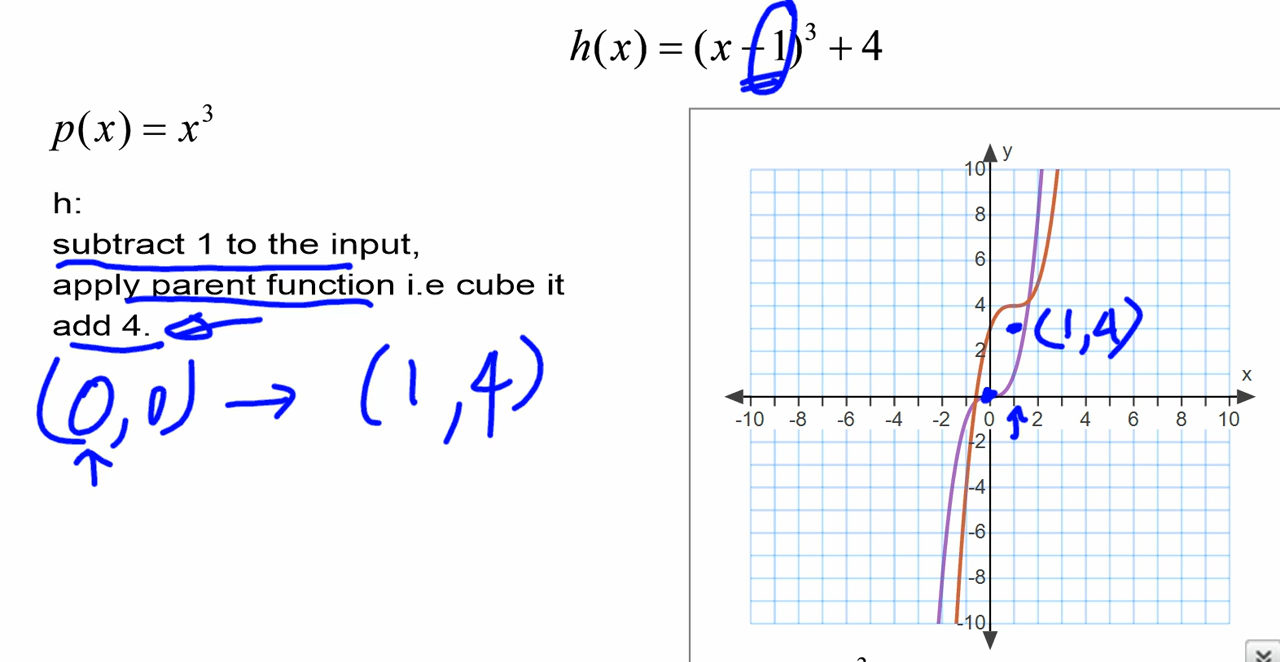 h(x) = (x − 1)³ + 4
p(x) = x³
h:
subtract 1 to the input,
apply parent function i.e cube it
add 4.
(0,0) → (1,4)
y
10
8
6
4
(1,4)
2
x
-10 -8 -6 -4 -2 0 2 4 6 8 10
-2
-4
-6
-8
-10